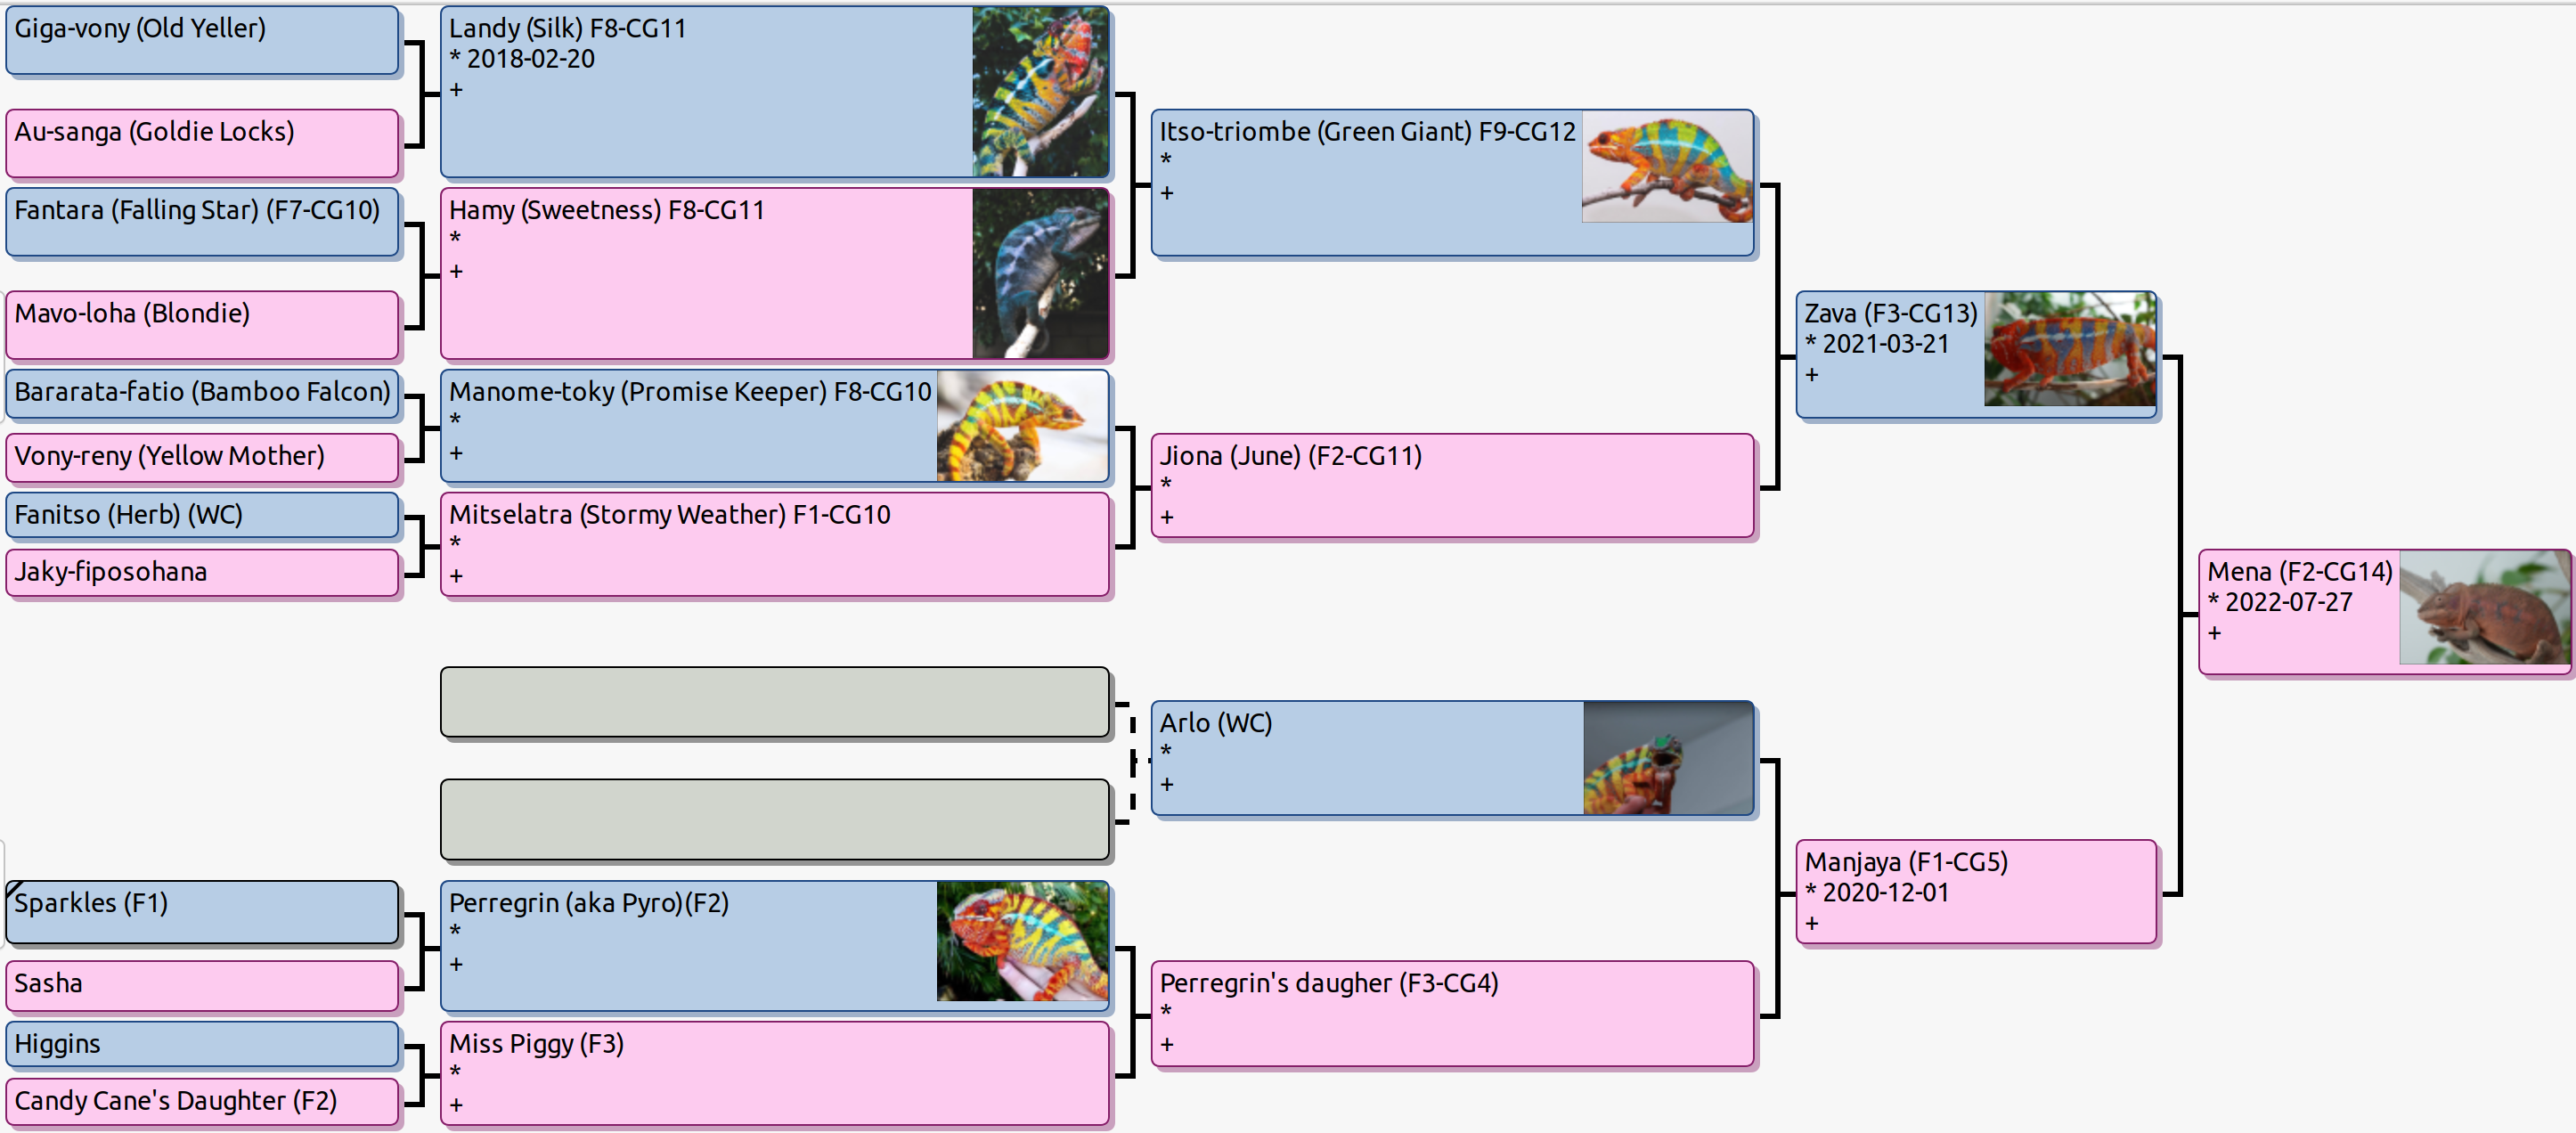 Giga-vony (Old Yeller)
Au-sanga (Goldie Locks)
Fantara (Falling Star) (F7-CG10)
Mavo-loha (Blondie)
Bararata-fatio (Bamboo Falcon)
Vony-reny (Yellow Mother)
Fanitso (Herb) (WC)
Jaky-fiposohana
Sparkles (F1)
Sasha
Higgins
Candy Cane's Daughter (F2)
Landy (Silk) F8-CG11
* 2018-02-20
+
Hamy (Sweetness) F8-CG11
*
+
Manome-toky (Promise Keeper) F8-CG10
*
+
Mitselatra (Stormy Weather) F1-CG10
*
+
Perregrin (aka Pyro)(F2)
*
+
Miss Piggy (F3)
*
+
Itso-triombe (Green Giant) F9-CG12
*
+
Jiona (June) (F2-CG11)
*
+
Arlo (WC)
*
+
Perregrin's daugher (F3-CG4)
*
+
Zava (F3-CG13)
* 2021-03-21
+
Manjaya (F1-CG5)
* 2020-12-01
+
Mena (F2-CG14)
* 2022-07-27
+